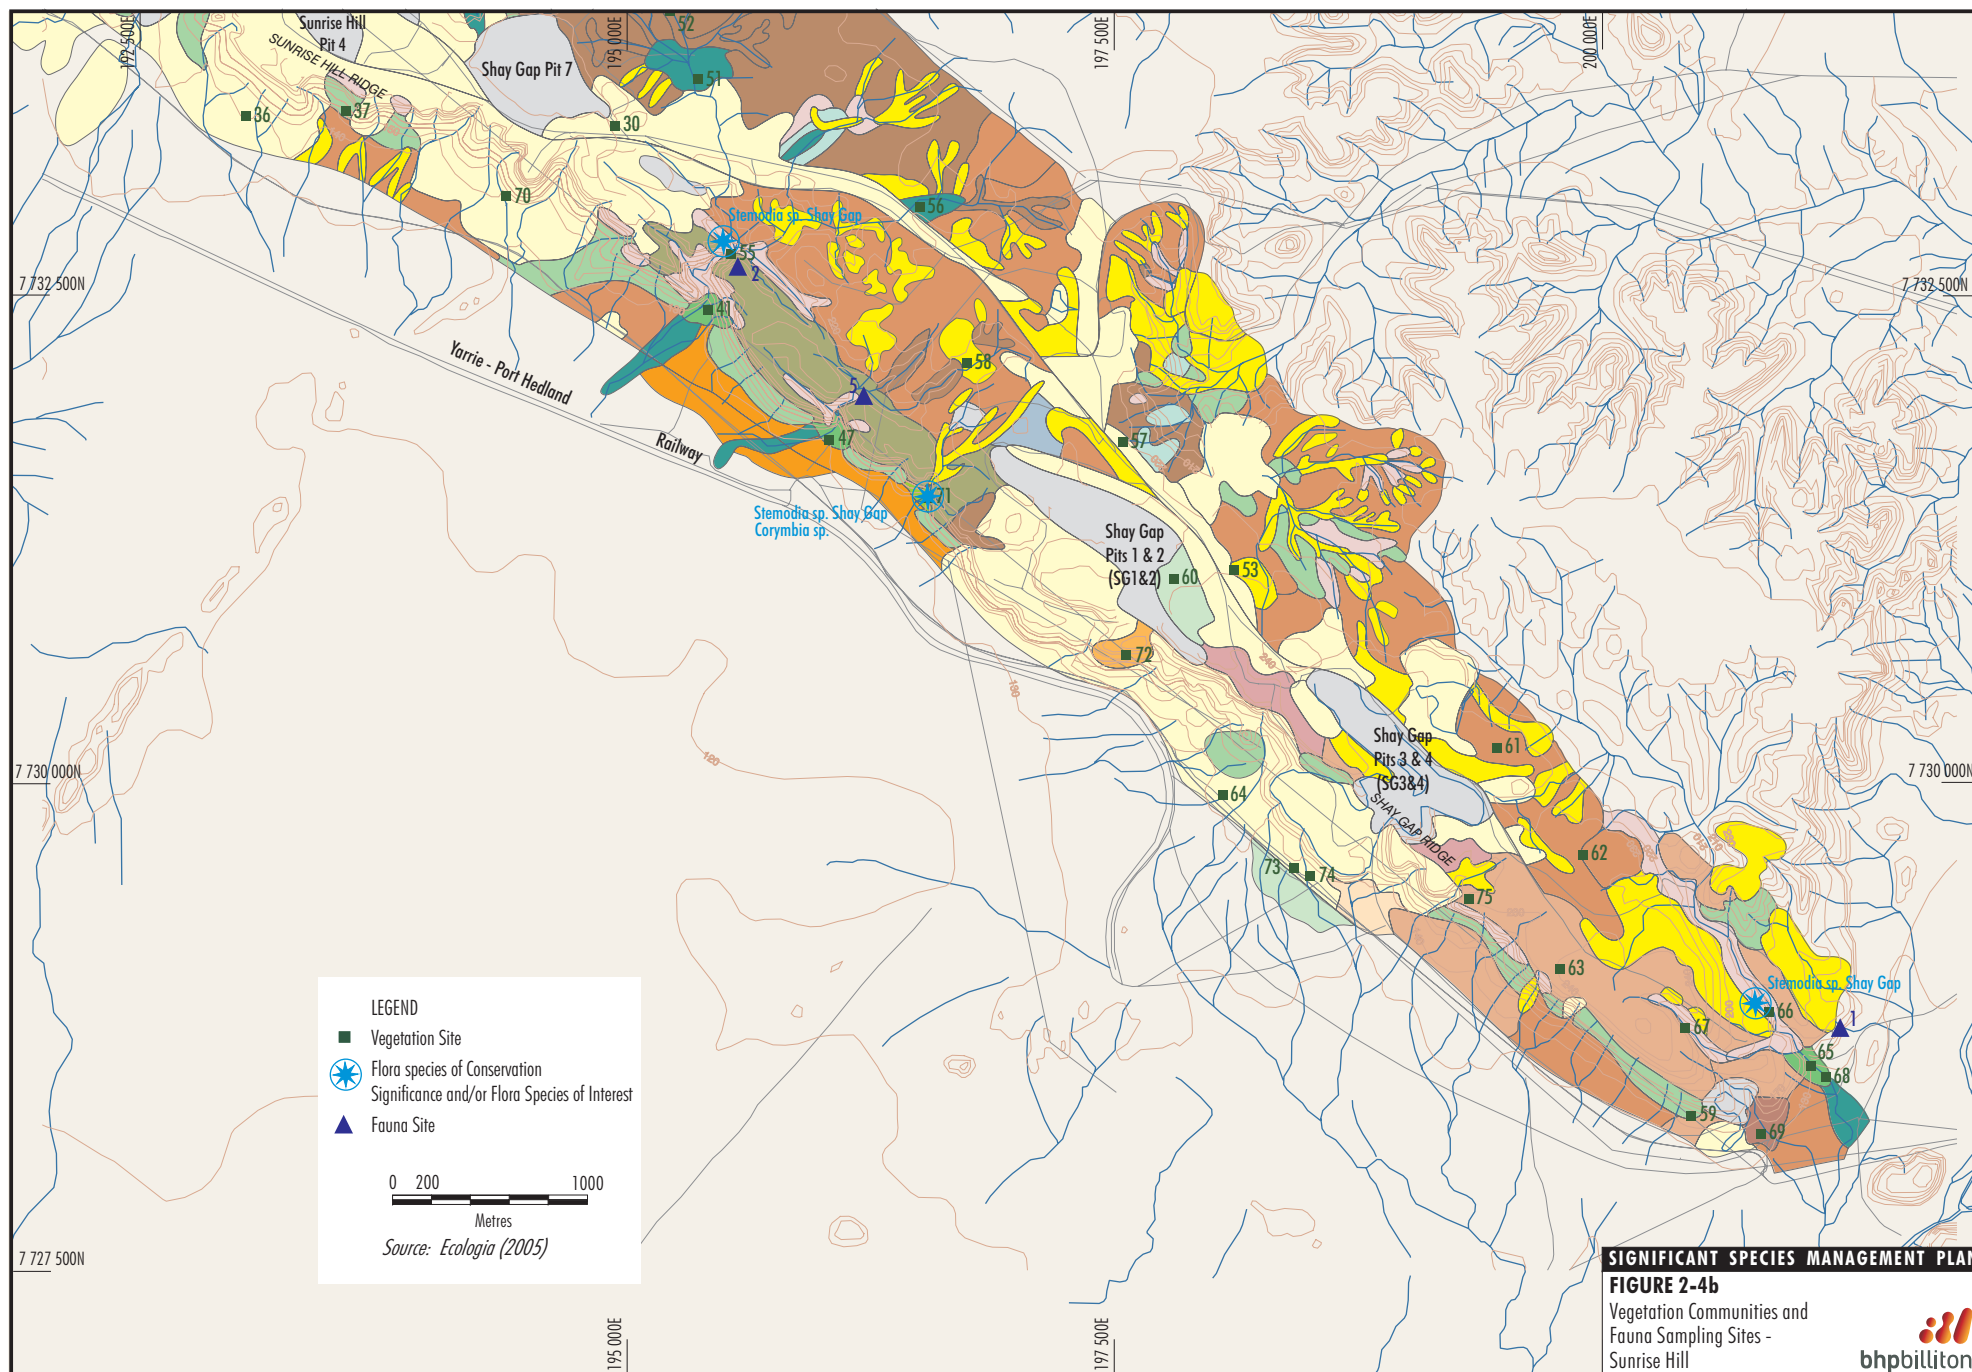 192 500E
195 000E
197 500E
200 000E
Sunrise Hill
Pit 4
SUNRISE HILL RIDGE
Shay Gap Pit 7
52
51
36
37
30
70
56
Stemodia sp. Shay Gap
55
2
7 732 500N
7 732 500N
41
Yarrie - Port Hedland
Railway
5
58
47
57
71
Stemodia sp. Shay Gap
Corymbia sp.
Shay Gap
Pits 1 & 2
(SG1&2)
60
53
72
240
130
120
61
Shay Gap
Pits 3 & 4
(SG3&4)
SHAY GAP RIDGE
7 730 000N
7 730 000N
64
62
73
74
75
63
Stemodia sp. Shay Gap
66
1
67
65
68
59
69
LEGEND
Vegetation Site
Flora species of Conservation
Significance and/or Flora Species of Interest
Fauna Site
0 200 1000
Metres
Source: Ecologia (2005)
7 727 500N
195 000E
197 500E
SIGNIFICANT SPECIES MANAGEMENT PLAN
FIGURE 2-4b
Vegetation Communities and
Fauna Sampling Sites -
Sunrise Hill
bhpbilliton